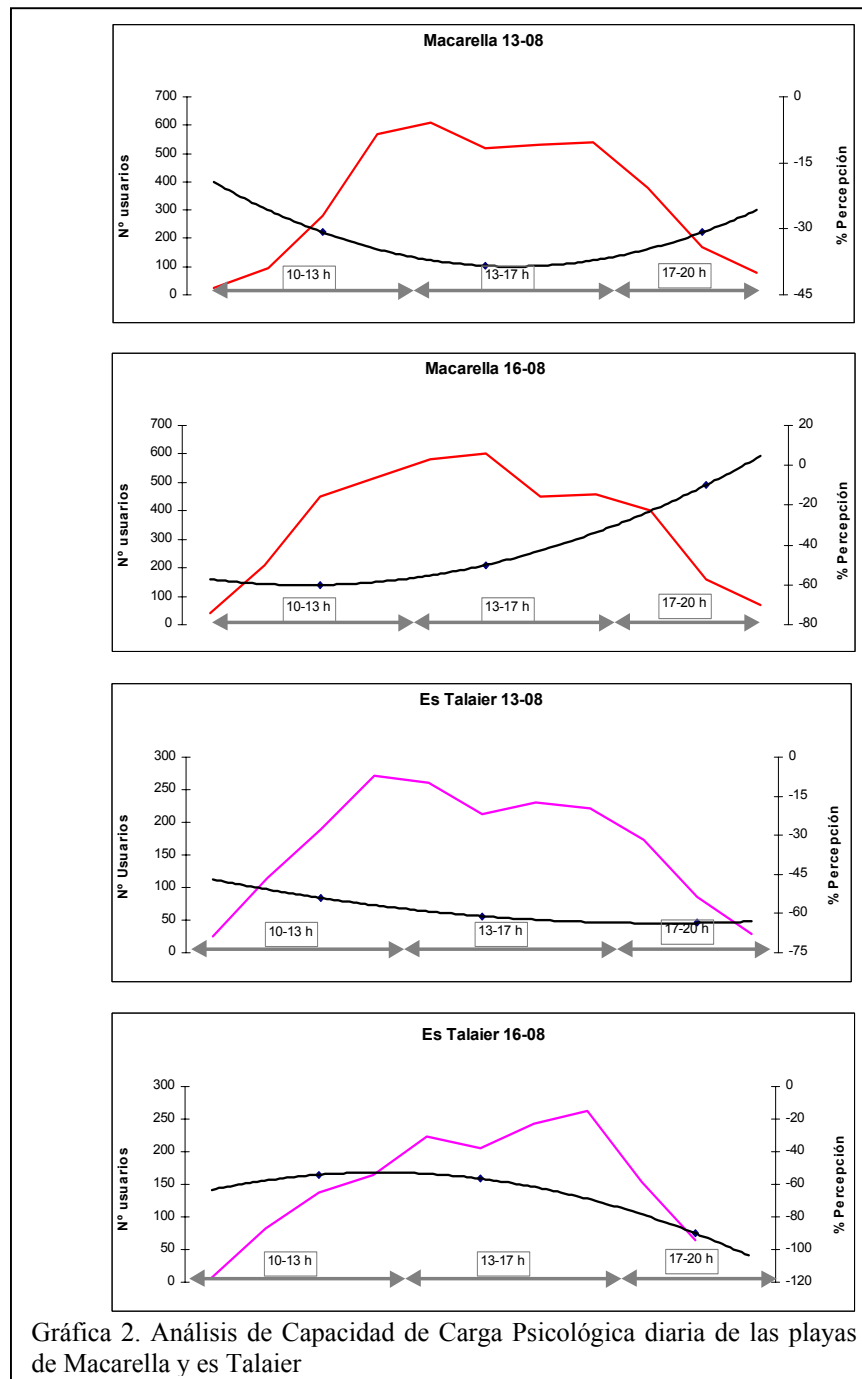 Macarella 13-08
700
600
500
400
300
200
100
0
Nº usuarios
0
-15
-30
-45
% Percepción
10-13 h
13-17 h
17-20 h
Macarella 16-08
700
600
500
400
300
200
100
0
Nº usuarios
20
0
-20
-40
-60
-80
% Percepción
10-13 h
13-17 h
17-20 h
Es Talaier 13-08
300
250
200
150
100
50
0
Nº Usuarios
0
-15
-30
-45
-60
-75
% Percepción
10-13 h
13-17 h
17-20 h
Es Talaier 16-08
300
250
200
150
100
50
0
Nº usuarios
0
-20
-40
-60
-80
-100
-120
% Percepción
10-13 h
13-17 h
17-20 h
Gráfica 2. Análisis de Capacidad de Carga Psicológica diaria de las playas
de Macarella y es Talaier